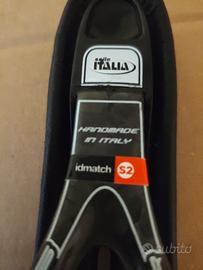 selle
ITALIA
HANDMADE
IN ITALY
idmatch S2
subito